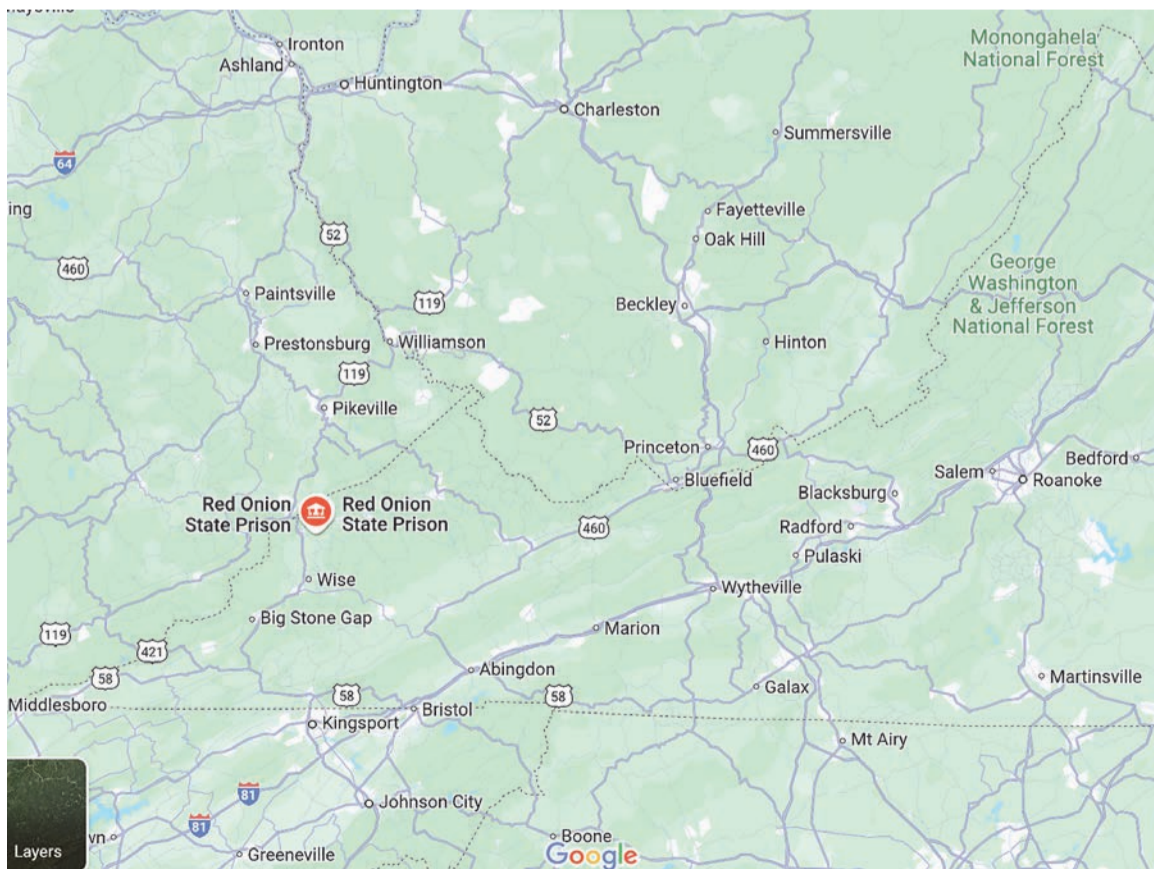 Ironton
Ashland
Huntington
Charleston
Monongahela
National Forest
Summersville
64
ing
Fayetteville
52
Oak Hill
460
George
Washington
& Jefferson
National Forest
Paintsville
119
Beckley
Prestonsburg
Williamson
Hinton
119
Pikeville
52
Princeton
460
Bluefield
Salem
Bedford
Roanoke
Blacksburg
Red Onion
State Prison
Red Onion
State Prison
460
Radford
Pulaski
Wise
Wytheville
Big Stone Gap
119
421
Marion
58
Abingdon
58
58
Galax
Martinsville
Middlesboro
Bristol
Kingsport
Mt Airy
81
81
Johnson City
wn
Boone
Layers
Greeneville
Google